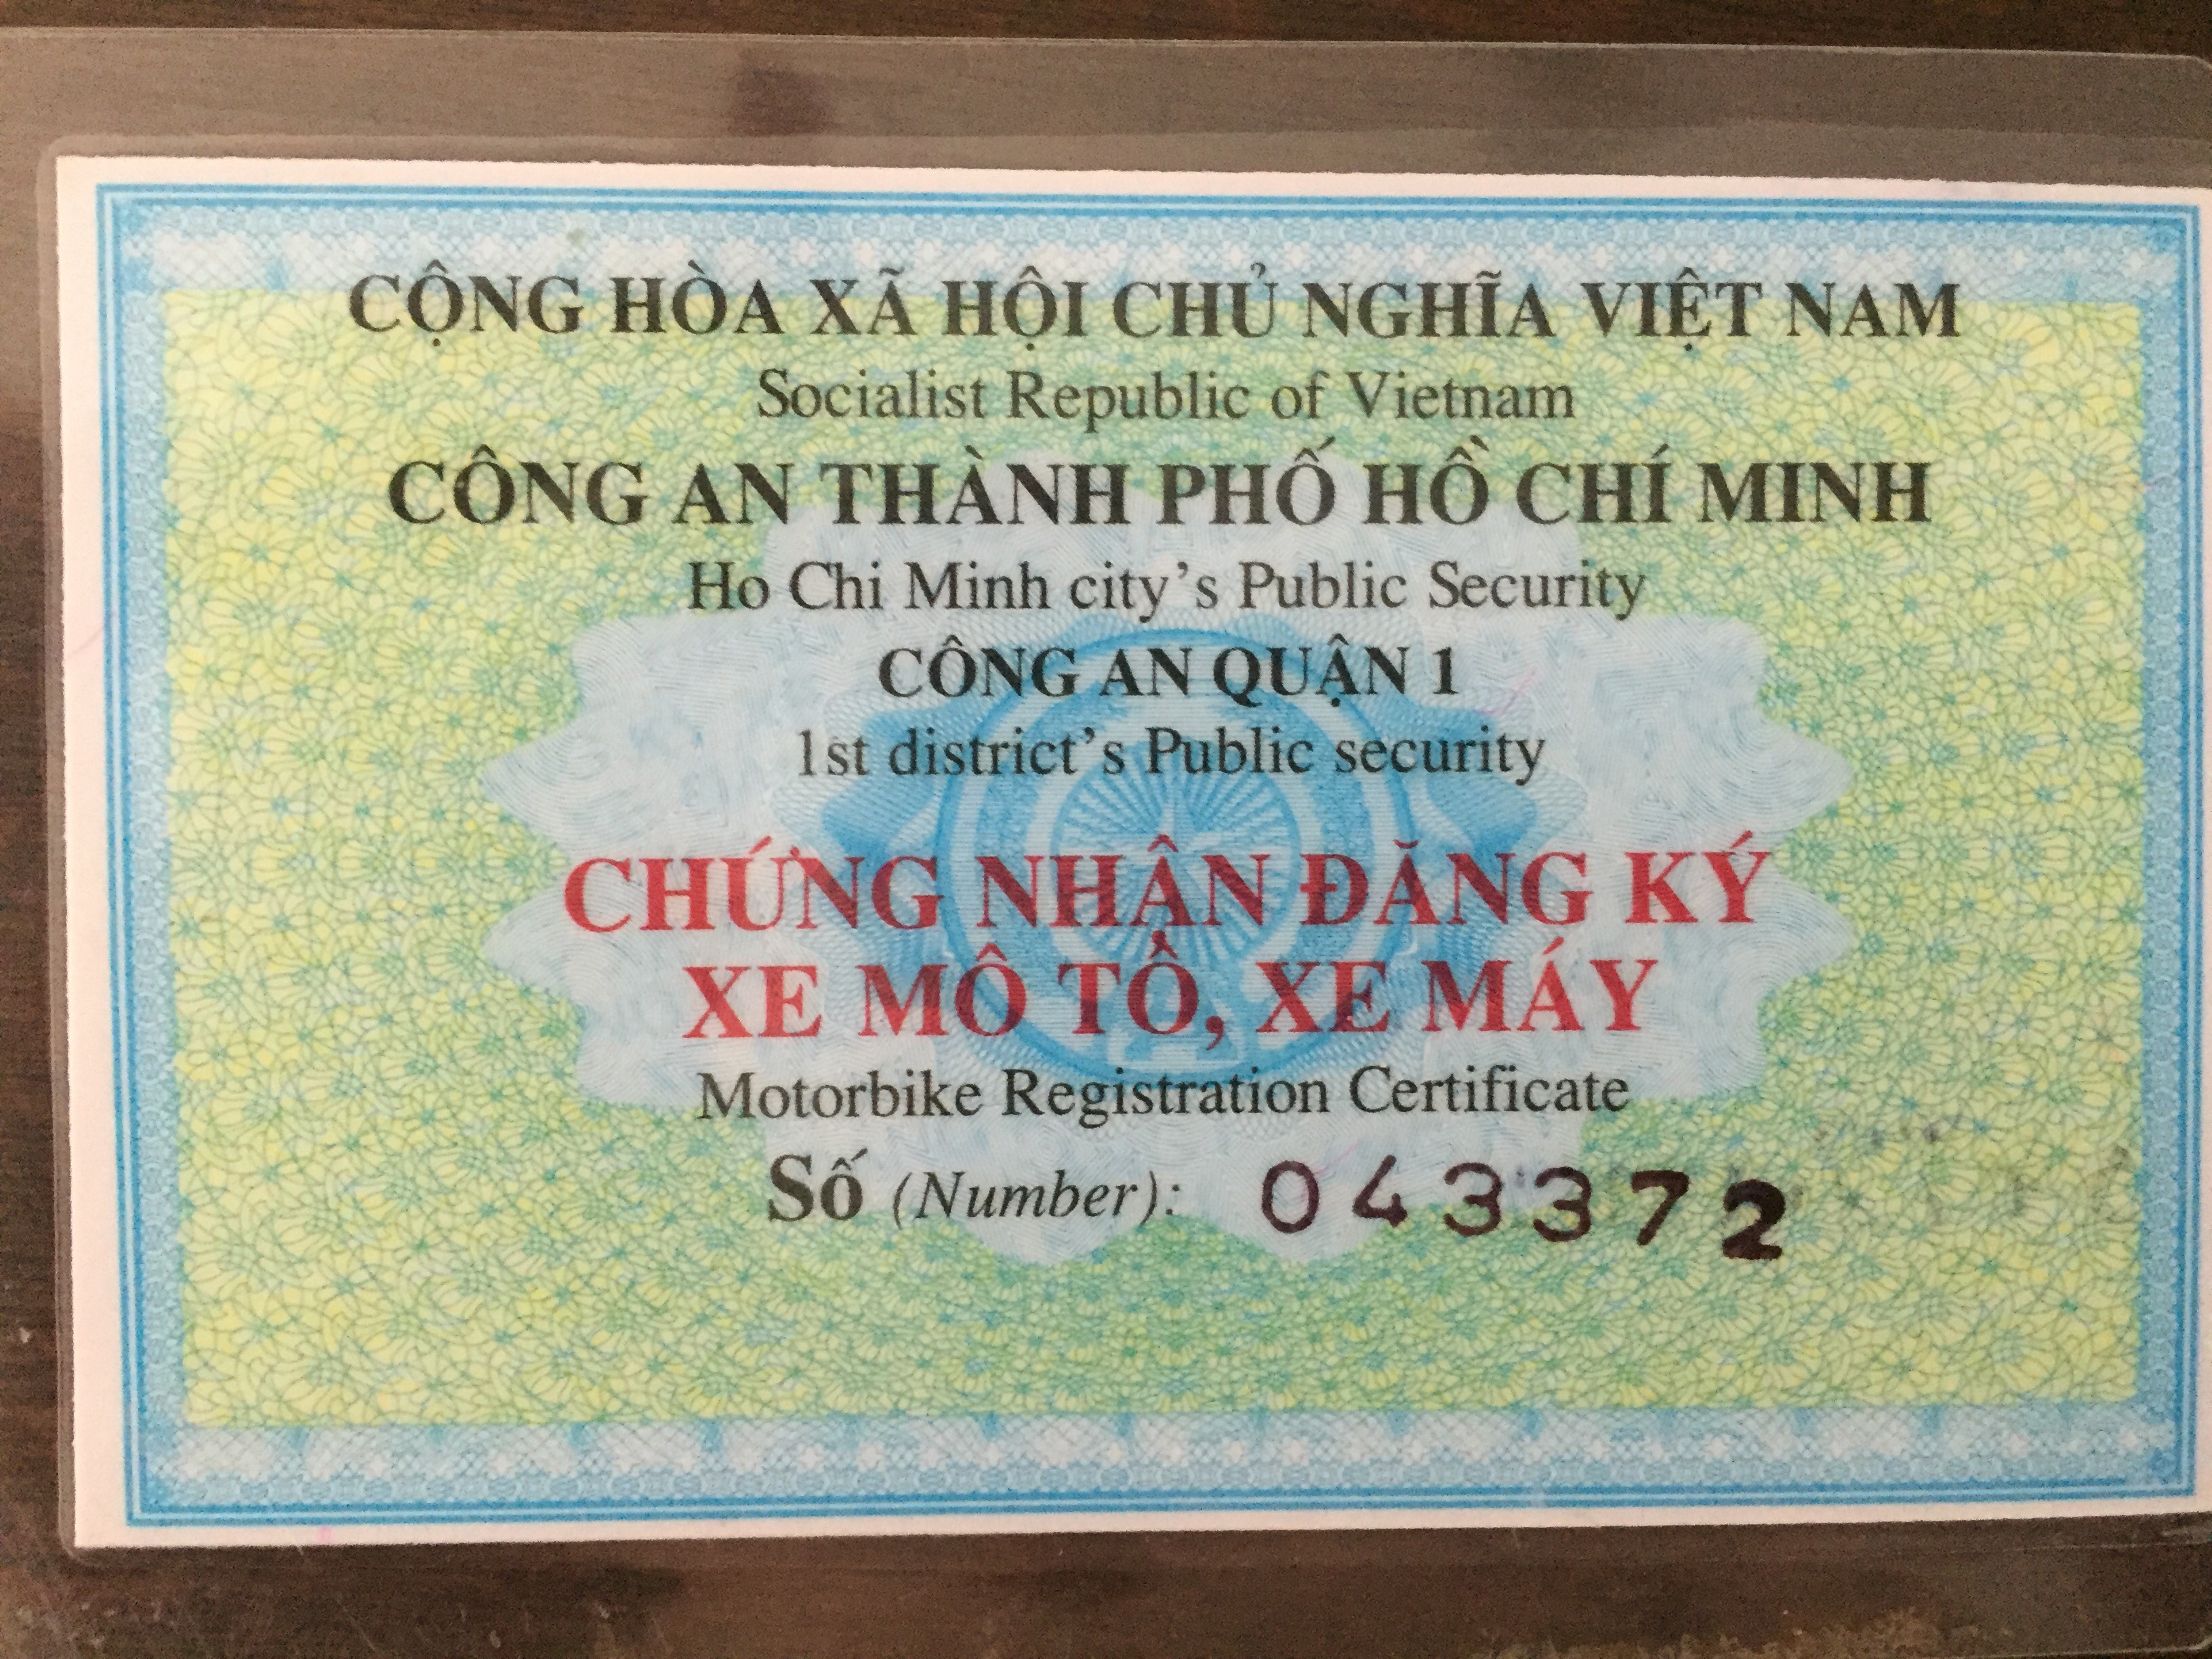 CỘNG HÒA XÃ HỘI CHỦ NGHĨA VIỆT NAM
Socialist Republic of Vietnam
CÔNG AN THÀNH PHỐ HỒ CHÍ MINH
Ho Chi Minh city's Public Security
CÔNG AN QUẬN 1
1st district's Public security
CHỨNG NHẬN ĐĂNG KÝ
XE MÔ TÔ, XE MÁY
Motorbike Registration Certificate
Số (Number): 043372